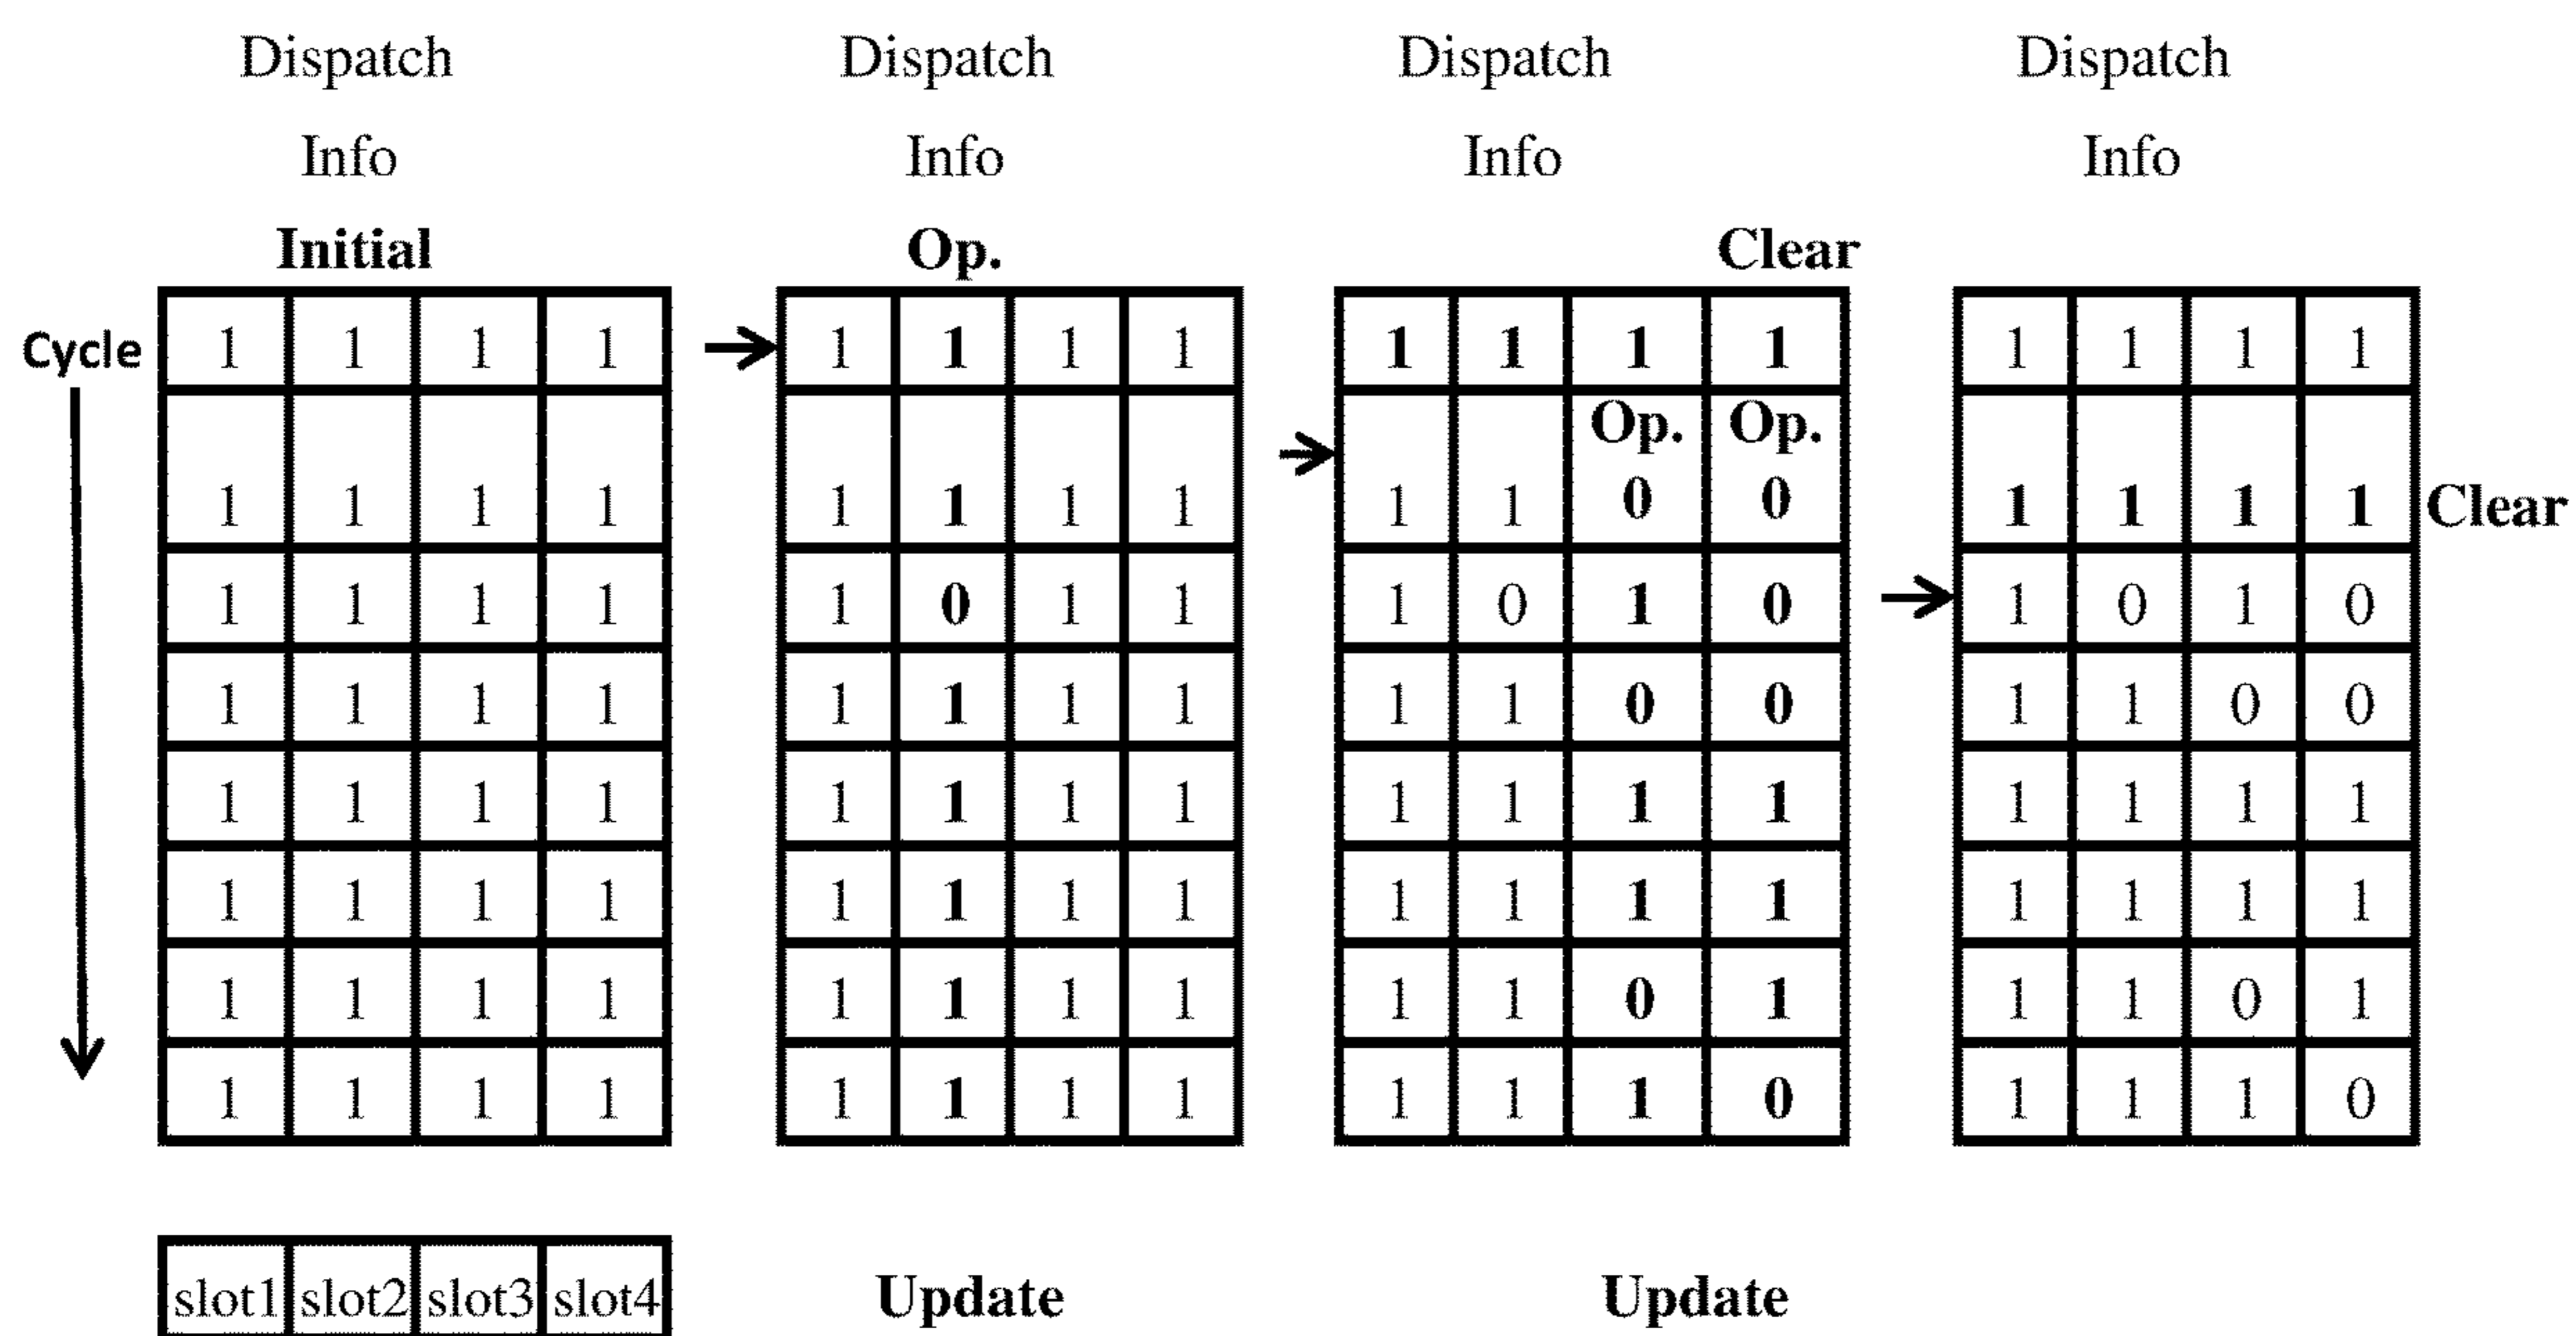 Dispatch Dispatch Dispatch Dispatch
Info Info Info Info
Initial Op. Clear
Cycle 1 1 1 1 1 1 1 1 1 1 1 1 1 1 1 1
Op. Op.
1 1 1 1 1 1 1 1 1 1 0 0 1 1 1 1 Clear
1 1 1 1 1 0 1 1 1 0 1 0 1 0 1 0
1 1 1 1 1 1 1 1 1 1 0 0 1 1 0 0
1 1 1 1 1 1 1 1 1 1 1 1 1 1 1 1
1 1 1 1 1 1 1 1 1 1 1 1 1 1 1 1
1 1 1 1 1 1 1 1 1 1 0 1 1 1 0 1
1 1 1 1 1 1 1 1 1 1 1 0 1 1 1 0
slot1 slot2 slot3 slot4 Update Update